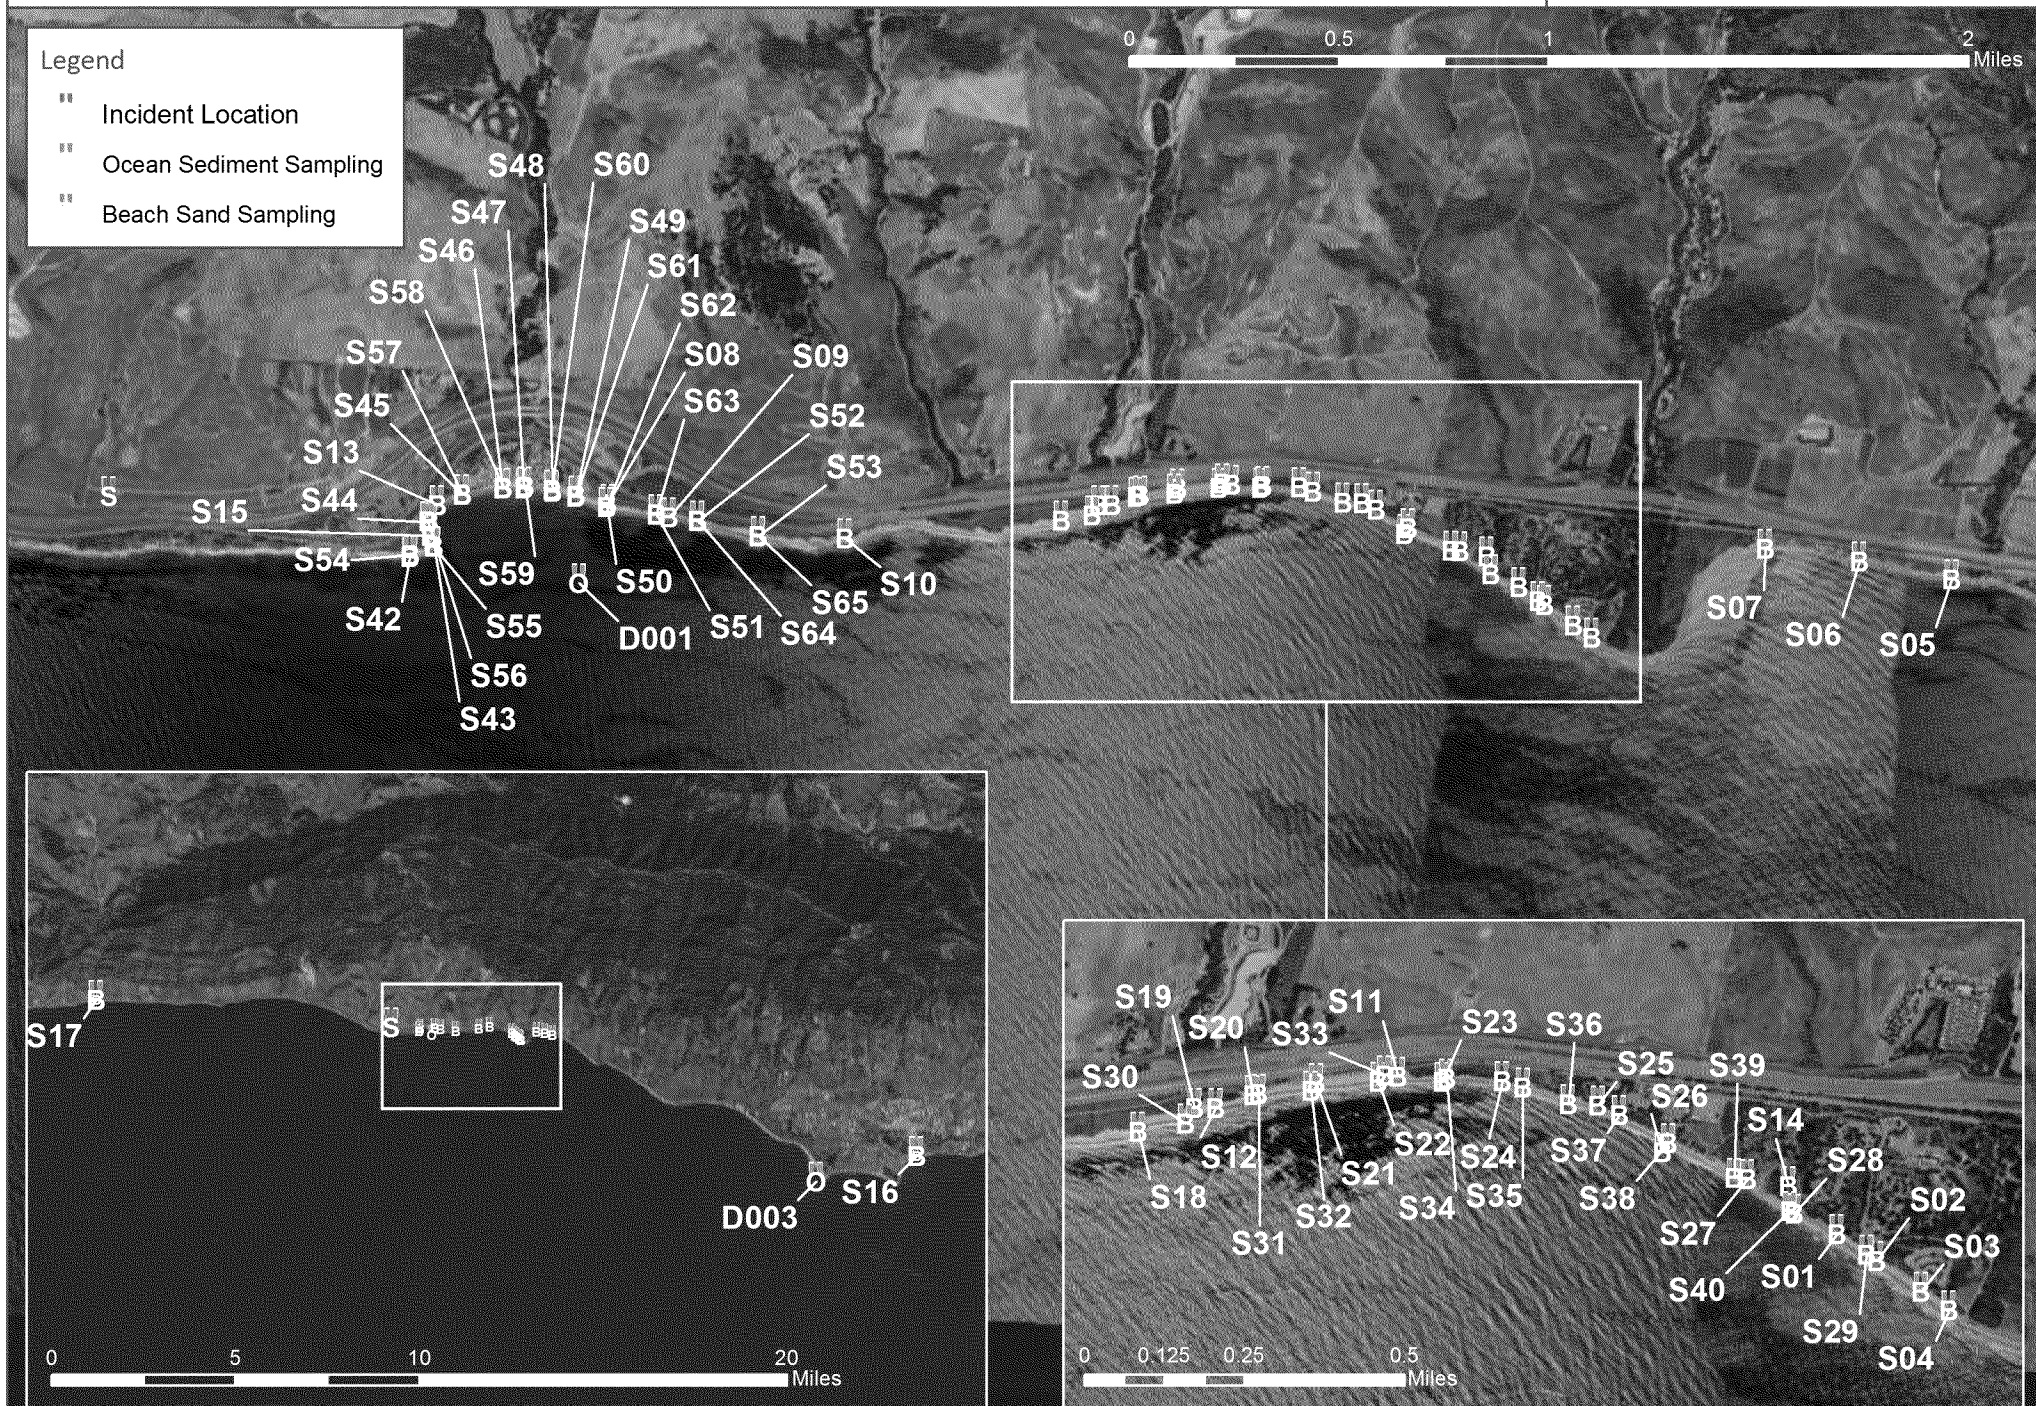 Legend
Incident Location
Ocean Sediment Sampling
Beach Sand Sampling
0 0.5 1 2
Miles
S48 S60
S47 S49
S46 S61
S58 S62
S57 S08 S09
S45 S63 S52
S13 S53
S44
S15
S54 S59 S50 S10
S42 S55 D001 S51 S64 S65
S56
S43
S07 S06 S05
S
B
O
S17
S
B
O
D003
S16
0 5 10 20
Miles
S19 S11 S23 S36
S20 S33 S25 S39
S30 S26
S14
S12 S22 S24 S37 S28
S18 S21 S35 S38 S02
S32 S34 S27 S03
S31 S40 S01
S29
S04
0 0.125 0.25 0.5
Miles